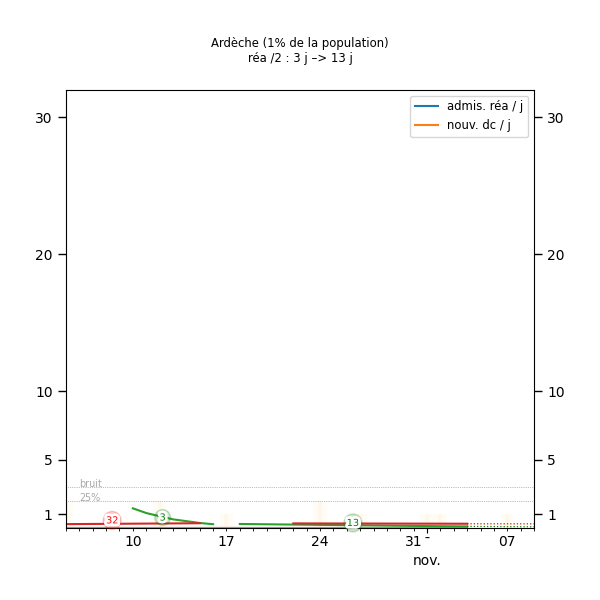 Ardèche (1% de la population)
réa /2 : 3 j –> 13 j
admis. réa / j
nouv. dc / j
30 30
20 20
10 10
5 5
bruit
25%
1 1
32 3 13
10 17 24 31 - 07
nov.